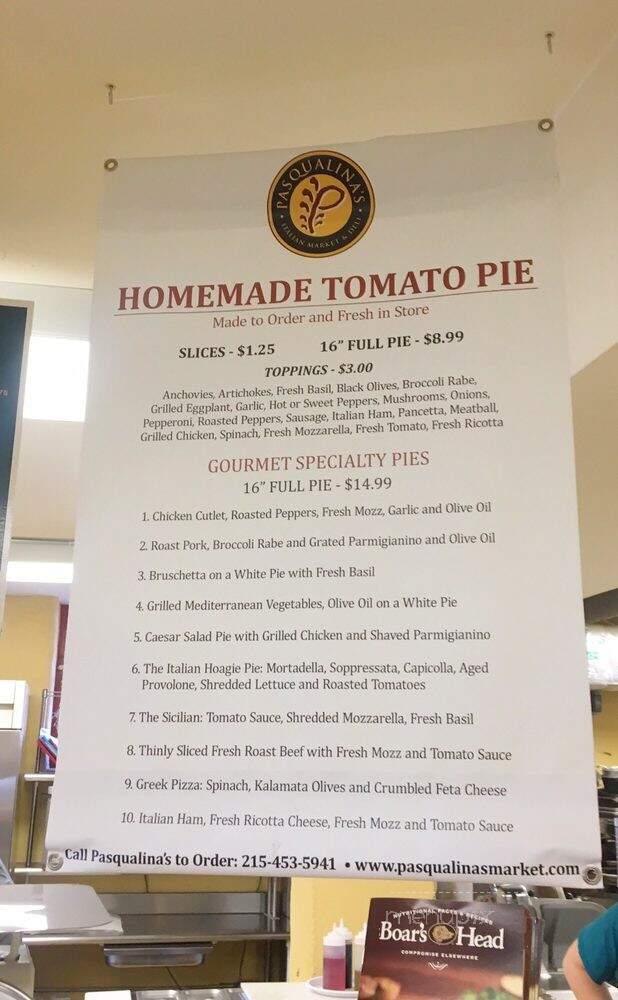 PASQUALINA'S
ITALIAN MARKET & DELI
HOMEMADE TOMATO PIE
Made to Order and Fresh in Store
SLICES - $1.25 16" FULL PIE - $8.99
TOPPINGS - $3.00
Anchovies, Artichokes, Fresh Basil, Black Olives, Broccoli Rabe,
Grilled Eggplant, Garlic, Hot or Sweet Peppers, Mushrooms, Onions,
Pepperoni, Roasted Peppers, Sausage, Italian Ham, Pancetta, Meatball,
Grilled Chicken, Spinach, Fresh Mozzarella, Fresh Tomato, Fresh Ricotta
GOURMET SPECIALTY PIES
16" FULL PIE - $14.99
1. Chicken Cutlet, Roasted Peppers, Fresh Mozz, Garlic and Olive Oil
2. Roast Pork, Broccoli Rabe and Grated Parmigianino and Olive Oil
3. Bruschetta on a White Pie with Fresh Basil
4. Grilled Mediterranean Vegetables, Olive Oil on a White Pie
5. Caesar Salad Pie with Grilled Chicken and Shaved Parmigianino
6. The Italian Hoagie Pie: Mortadella, Soppressata, Capicolla, Aged
Provolone, Shredded Lettuce and Roasted Tomatoes
7. The Sicilian: Tomato Sauce, Shredded Mozzarella, Fresh Basil
8. Thinly Sliced Fresh Roast Beef with Fresh Mozz and Tomato Sauce
9. Greek Pizza: Spinach, Kalamata Olives and Crumbled Feta Cheese
10. Italian Ham, Fresh Ricotta Cheese, Fresh Mozz and Tomato Sauce
Call Pasqualina's to Order: 215-453-5941 • www.pasqualinasmarket.com
NUTRITIONAL FACTS & RECIPES
Boar's Head
COMPROMISE ELSEWHERE